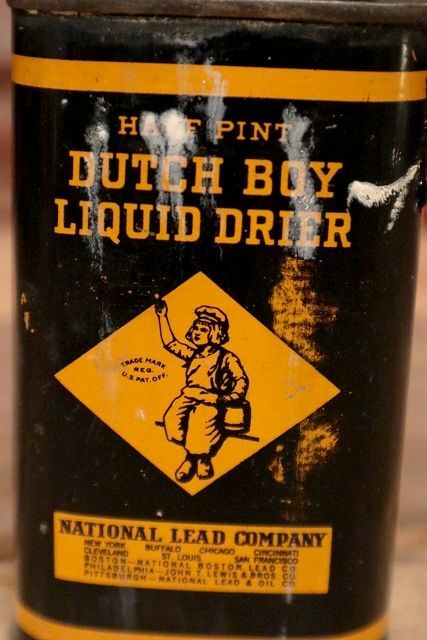 HALF PINT
DUTCH BOY
LIQUID DRIER
TRADE MARK
REG.
U.S. PAT. OFF.
NATIONAL LEAD COMPANY
NEW YORK BUFFALO CHICAGO CINCINNATI
CLEVELAND ST. LOUIS SAN FRANCISCO
BOSTON—NATIONAL BOSTON LEAD CO.
PHILADELPHIA—JOHN T. LEWIS & BROS. CO.
PITTSBURGH—NATIONAL LEAD & OIL CO.